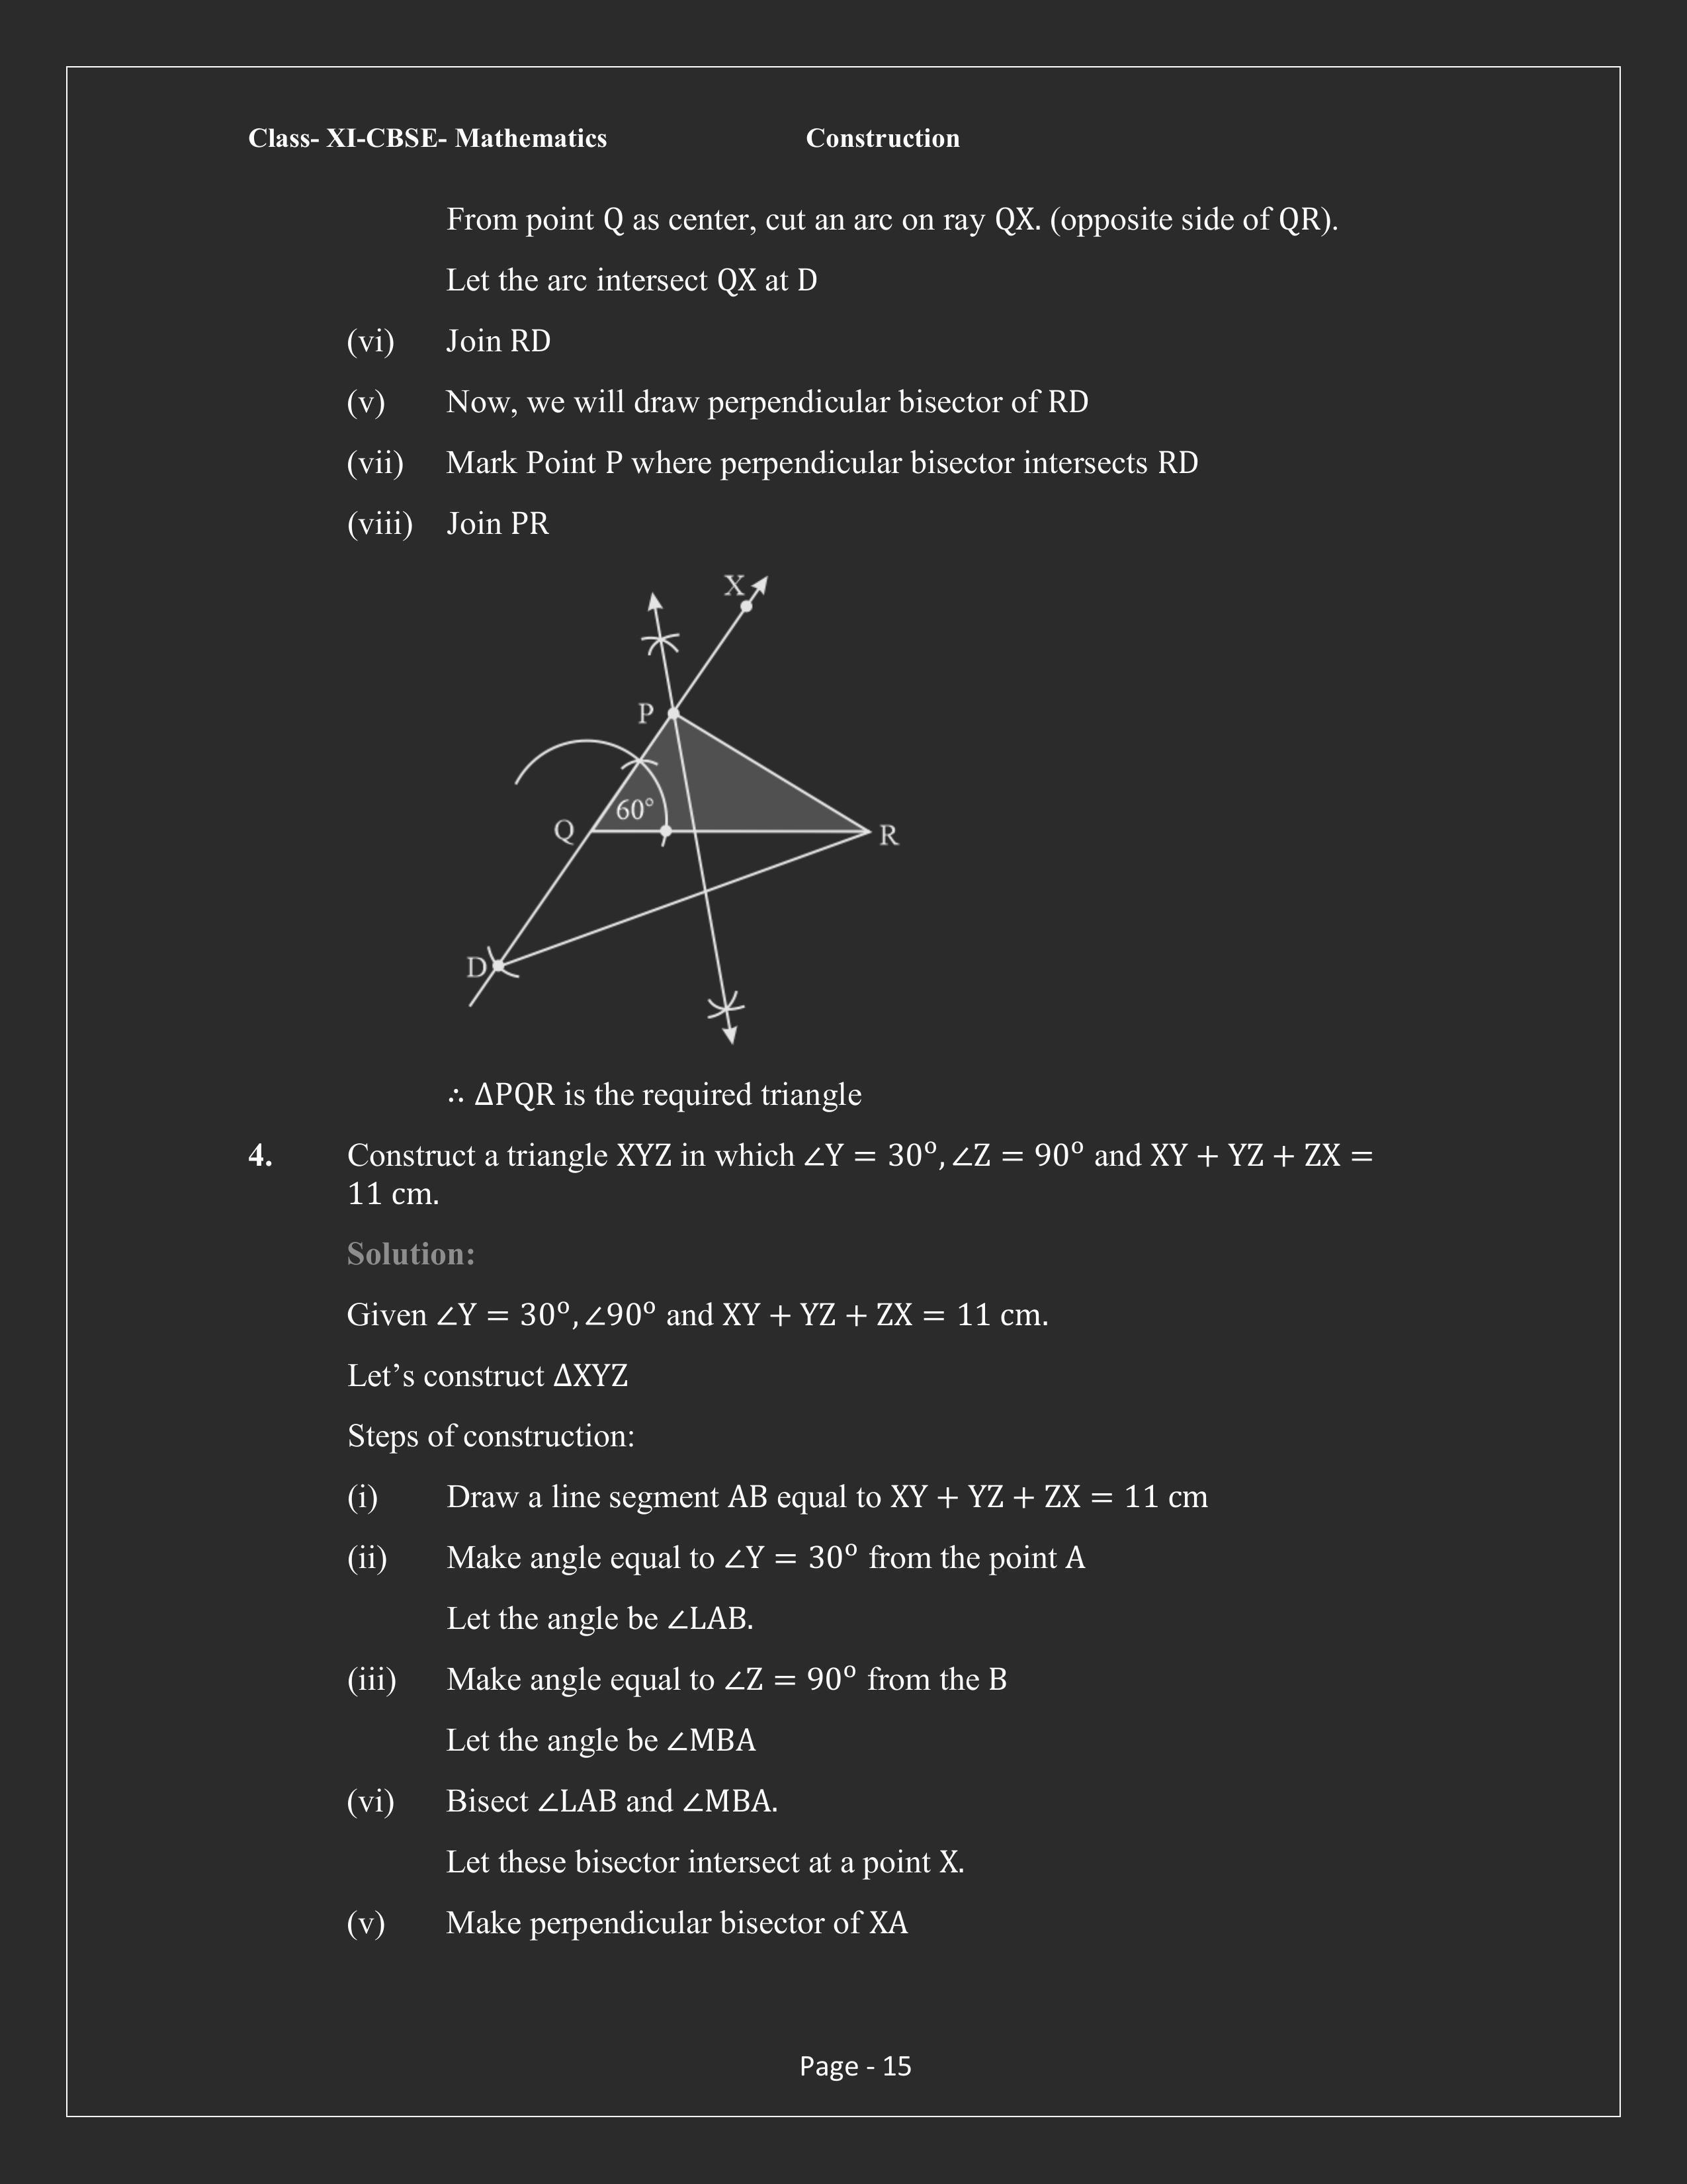 Class- XI-CBSE- Mathematics Construction
From point Q as center, cut an arc on ray QX. (opposite side of QR).
Let the arc intersect QX at D
(vi) Join RD
(v) Now, we will draw perpendicular bisector of RD
(vii) Mark Point P where perpendicular bisector intersects RD
(viii) Join PR
X
P
60°
Q
R
D
∴ ΔPQR is the required triangle
4. Construct a triangle XYZ in which ∠Y = 30°, ∠Z = 90° and XY + YZ + ZX =
11 cm.
Solution:
Given ∠Y = 30°, ∠90° and XY + YZ + ZX = 11 cm.
Let’s construct ΔXYZ
Steps of construction:
(i) Draw a line segment AB equal to XY + YZ + ZX = 11 cm
(ii) Make angle equal to ∠Y = 30° from the point A
Let the angle be ∠LAB.
(iii) Make angle equal to ∠Z = 90° from the B
Let the angle be ∠MBA
(vi) Bisect ∠LAB and ∠MBA.
Let these bisector intersect at a point X.
(v) Make perpendicular bisector of XA
Page - 15